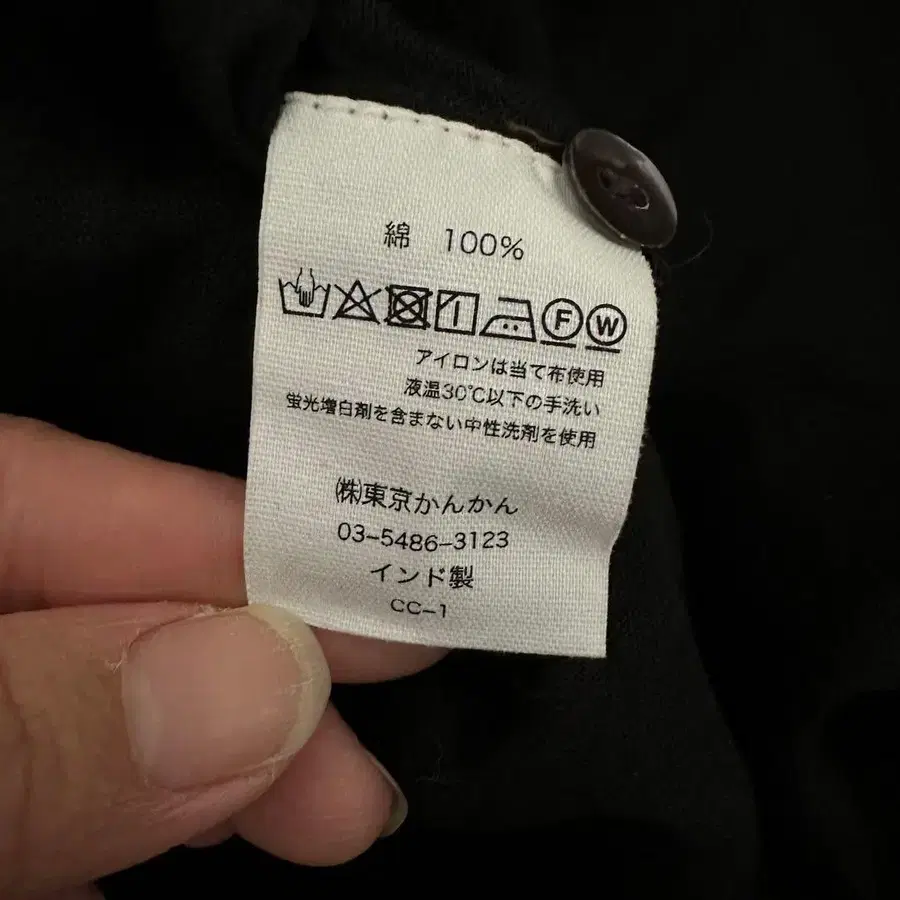 綿 100%
F W
アイロンは当て布使用
液温30℃以下の手洗い
蛍光増白剤を含まない中性洗剤を使用
㈱東京かんかん
03-5486-3123
インド製
CC-1